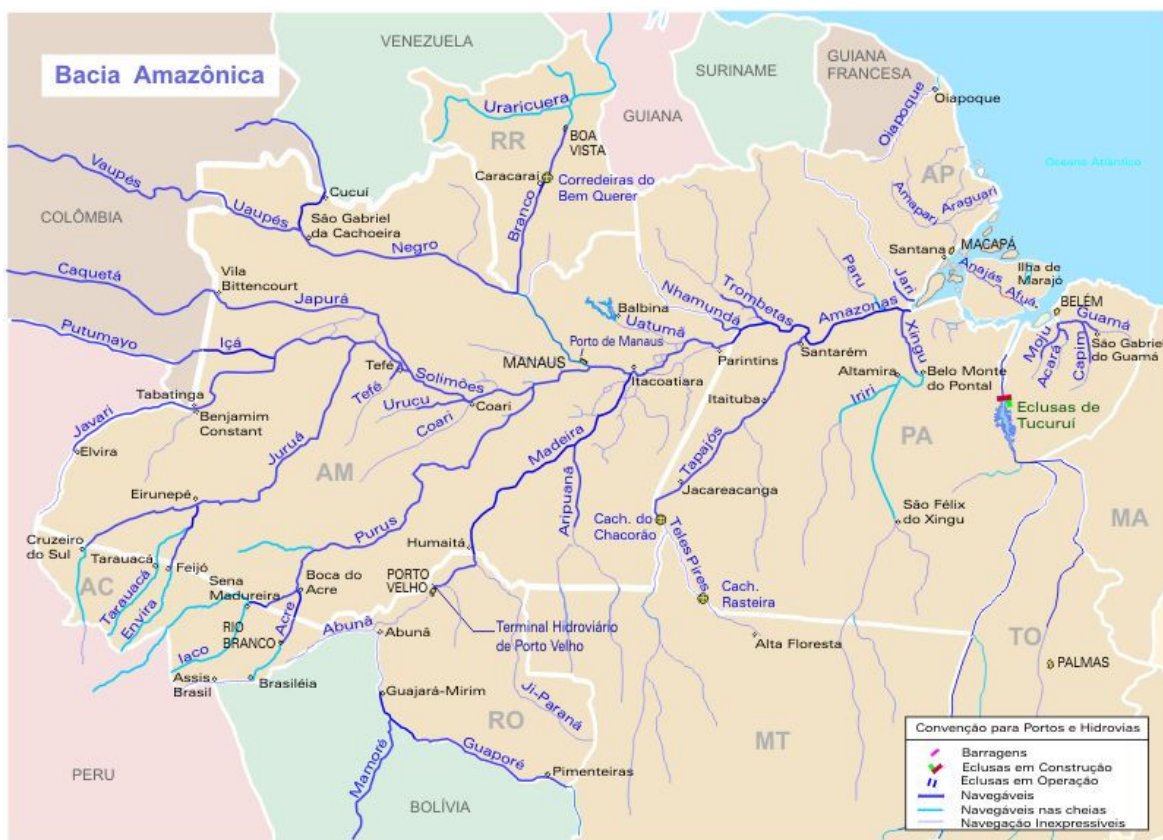 Bacia Amazônica
VENEZUELA
SURINAME
GUIANA
FRANCESA
GUIANA
COLÔMBIA
PERU
BOLÍVIA
Oceano Atlântico
RR
AP
AM
PA
AC
RO
MT
TO
MA
Uraricuera
BOA
VISTA
Caracaraí
Corredeiras do
Bem Querer
Branco
Oiapoque
Oiapoque
Vaupés
Uaupés
Cucuí
São Gabriel
da Cachoeira
Negro
Amapari
Araguari
Santana
MACAPÁ
Anajás
Afuá
Ilha de
Marajó
BELÉM
Guamá
São Gabriel
do Guamá
Moju
Acará
Capim
Caquetá
Vila
Bittencourt
Japurá
Putumayo
Içá
Balbina
Uatumã
Nhamundá
Trombetas
Paru
Jari
Amazonas
Xingu
Porto de Manaus
MANAUS
Itacoatiara
Parintins
Santarém
Altamira
Belo Monte
do Pontal
Eclusas de
Tucuruí
Tefé
Tefé
Solimões
Urucu
Coari
Coari
Tabatinga
Benjamim
Constant
Javari
Elvira
Itaituba
Iriri
Juruá
Madeira
Tapajós
Jacareacanga
Eirunepé
Purus
Aripuanã
Cach. do
Chacorão
São Félix
do Xingu
Cruzeiro
do Sul
Tarauacá
Feijó
Tarauacá
Envira
Humaitá
Teles Pires
Sena
Madureira
Boca do
Acre
PORTO
VELHO
Cach.
Rasteira
RIO
BRANCO
Acre
Iaco
Abunã
Abunã
Terminal Hidroviário
de Porto Velho
Alta Floresta
PALMAS
Assis
Brasil
Brasiléia
Guajará-Mirim
Ji-Paraná
Mamoré
Guaporé
Pimenteiras
Convenção para Portos e Hidrovias
Barragens
Eclusas em Construção
Eclusas em Operação
Navegáveis
Navegáveis nas cheias
Navegação Inexpressíveis